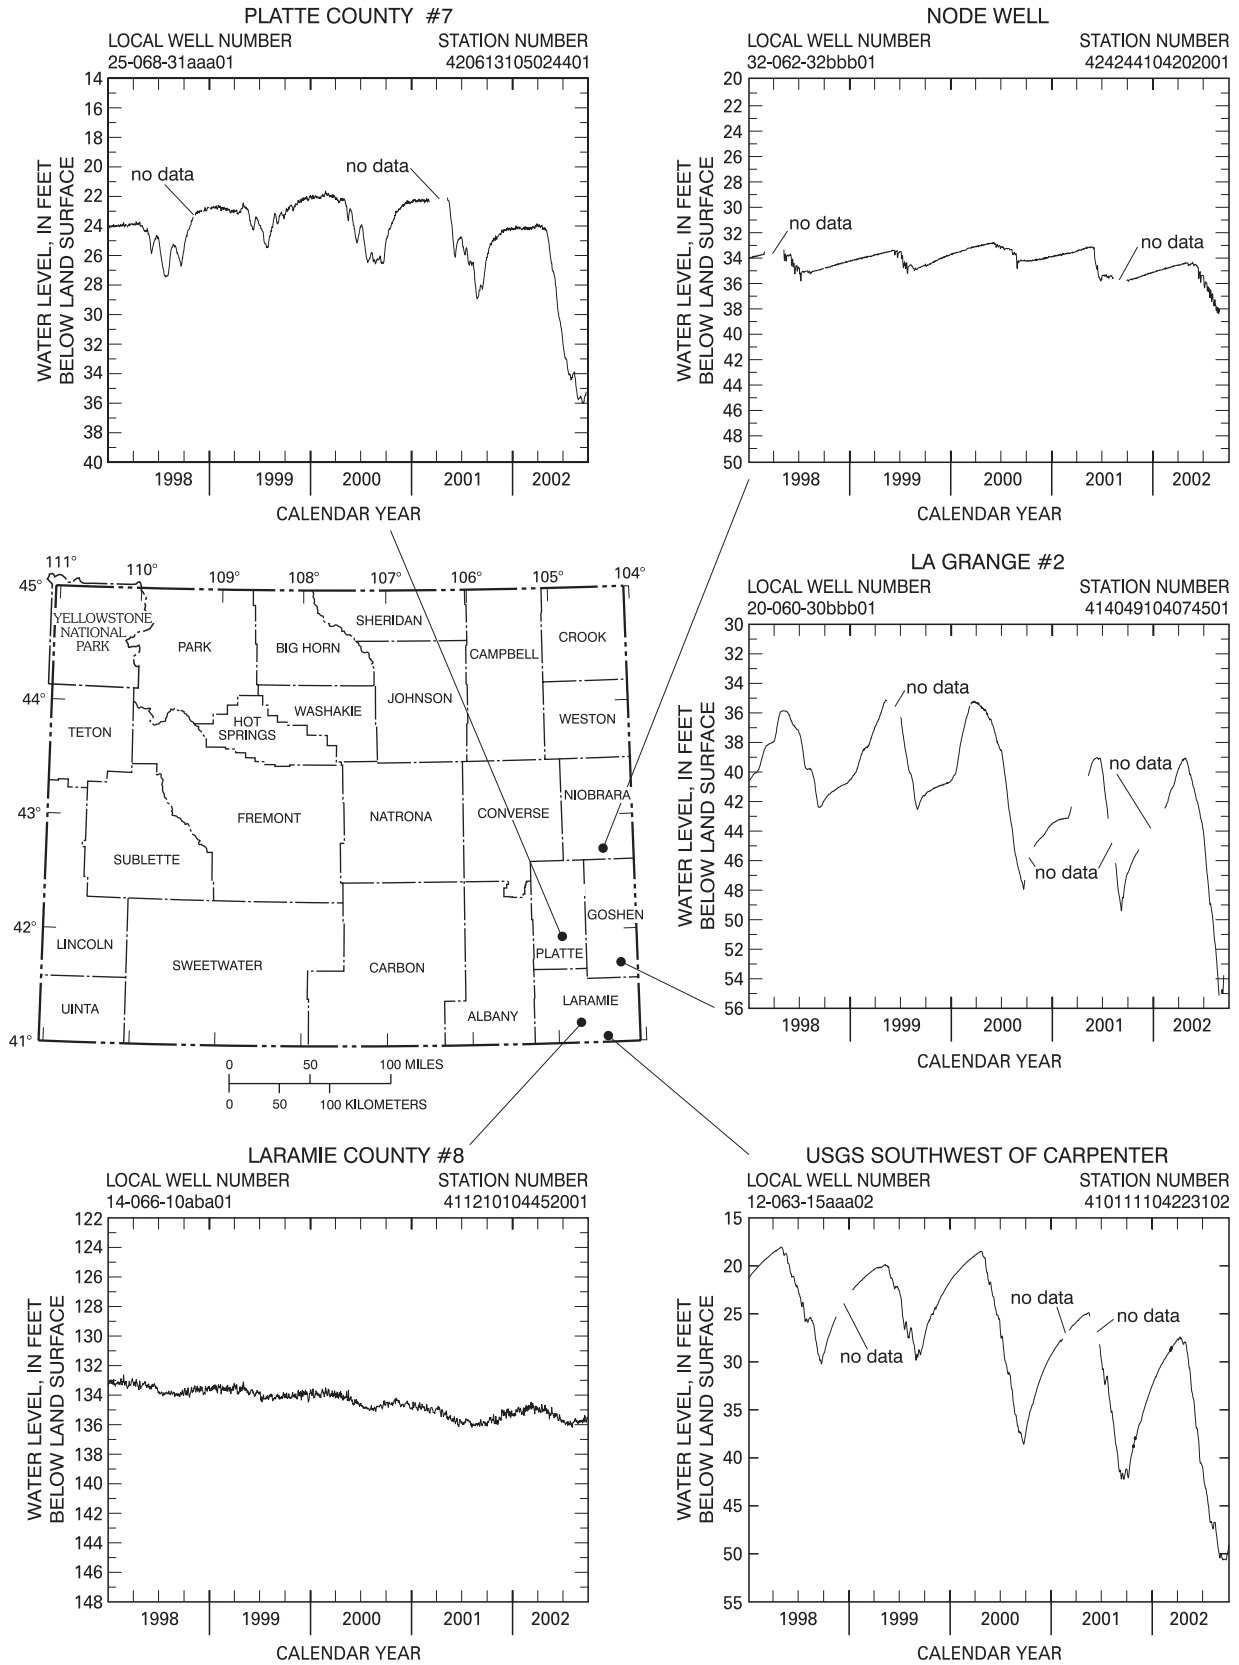 PLATTE COUNTY #7
LOCAL WELL NUMBER STATION NUMBER
25-068-31aaa01 420613105024401
WATER LEVEL, IN FEET
BELOW LAND SURFACE
14
16
18
20
22
24
26
28
30
32
34
36
38
40
no data
no data
1998 1999 2000 2001 2002
CALENDAR YEAR
NODE WELL
LOCAL WELL NUMBER STATION NUMBER
32-062-32bbb01 424244104202001
WATER LEVEL, IN FEET
BELOW LAND SURFACE
20
22
24
26
28
30
32
34
36
38
40
42
44
46
48
50
no data
no data
1998 1999 2000 2001 2002
CALENDAR YEAR
111° 110° 109° 108° 107° 106° 105° 104°
45°
44°
43°
42°
41°
YELLOWSTONE
NATIONAL
PARK
PARK
BIG HORN
SHERIDAN
CAMPBELL
CROOK
JOHNSON
WESTON
TETON
HOT
SPRINGS
WASHAKIE
FREMONT
NATRONA
CONVERSE
NIOBRARA
SUBLETTE
GOSHEN
LINCOLN
SWEETWATER
CARBON
PLATTE
UINTA
ALBANY
LARAMIE
0 50 100 MILES
0 50 100 KILOMETERS
LA GRANGE #2
LOCAL WELL NUMBER STATION NUMBER
20-060-30bbb01 414049104074501
WATER LEVEL, IN FEET
BELOW LAND SURFACE
30
32
34
36
38
40
42
44
46
48
50
52
54
56
no data
no data
no data
1998 1999 2000 2001 2002
CALENDAR YEAR
LARAMIE COUNTY #8
LOCAL WELL NUMBER STATION NUMBER
14-066-10aba01 411210104452001
WATER LEVEL, IN FEET
BELOW LAND SURFACE
122
124
126
128
130
132
134
136
138
140
142
144
146
148
1998 1999 2000 2001 2002
CALENDAR YEAR
USGS SOUTHWEST OF CARPENTER
LOCAL WELL NUMBER STATION NUMBER
12-063-15aaa02 410111104223102
WATER LEVEL, IN FEET
BELOW LAND SURFACE
15
20
25
30
35
40
45
50
55
no data
no data
no data
1998 1999 2000 2001 2002
CALENDAR YEAR